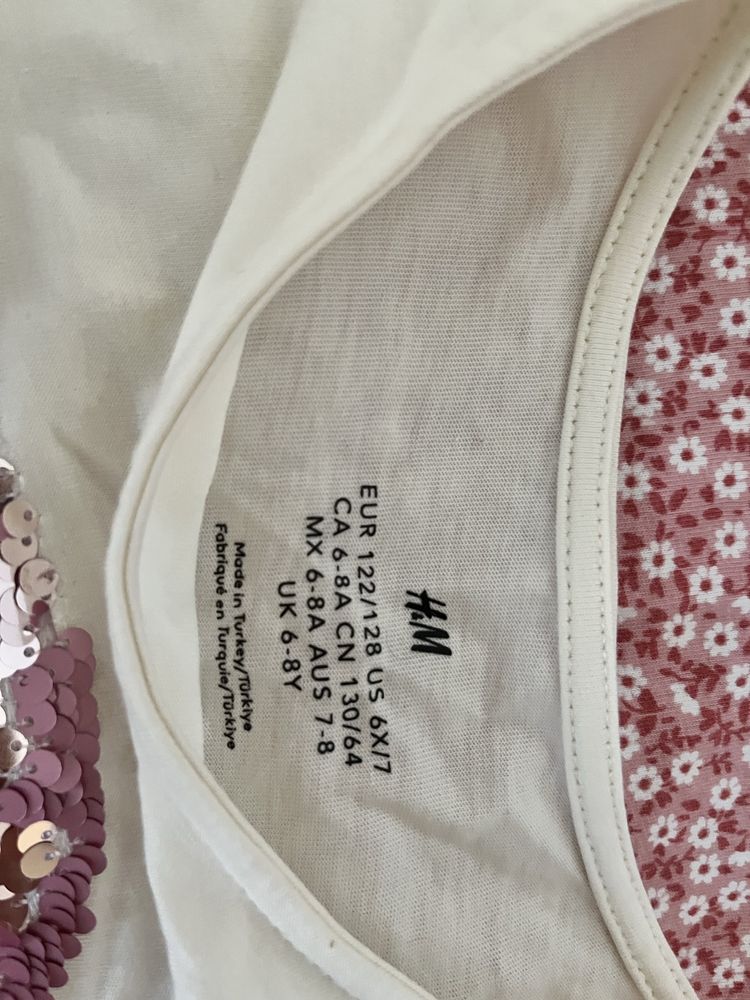 H&M
EUR 122/128 US 6X/7
CA 6-8A CN 130/64
MX 6-8A AUS 7-8
UK 6-8Y
Made in Turkey/Türkiye
Fabriqué en Turquie/Türkiye